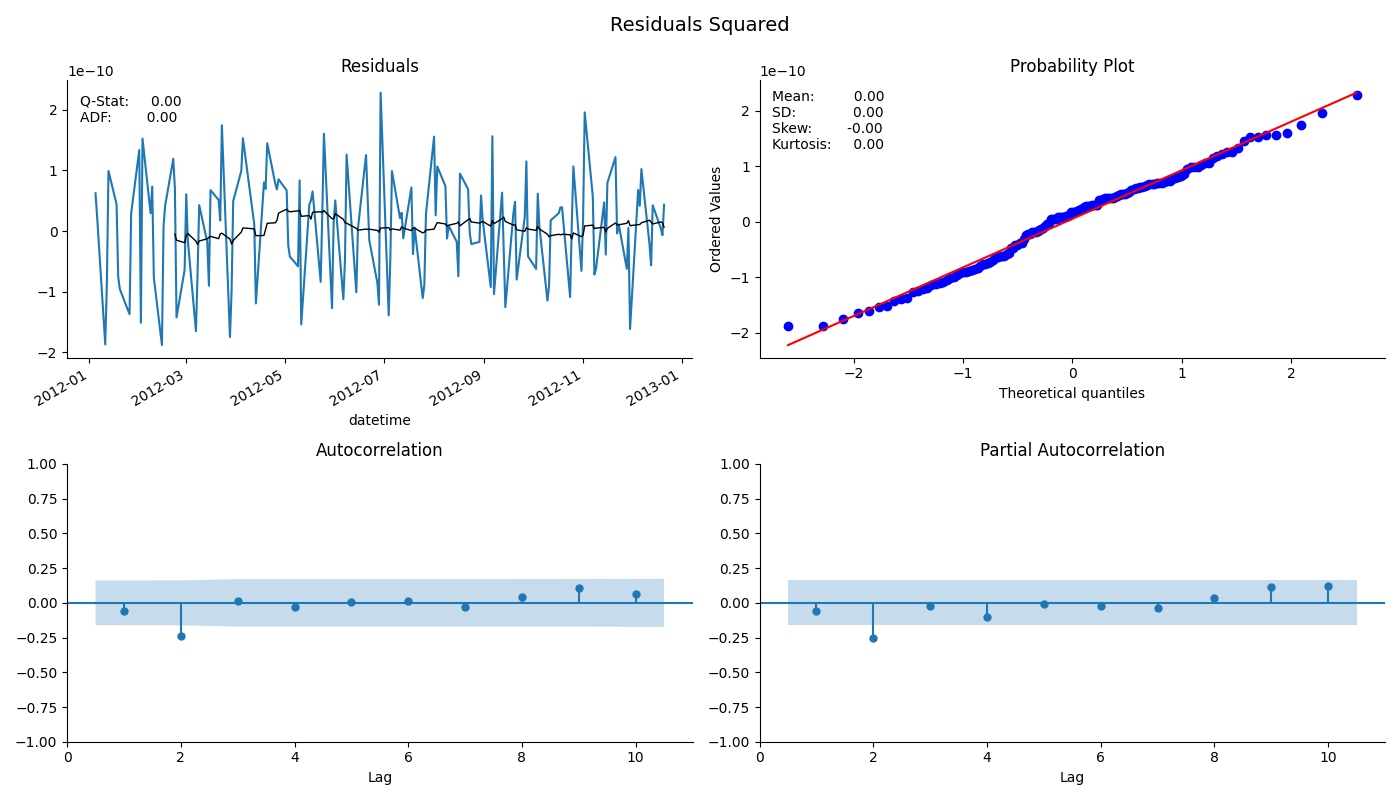 Residuals Squared
Residuals
1e−10
Q-Stat: 0.00
ADF: 0.00
2
1
0
−1
−2
2012-01
2012-03
2012-05
2012-07
2012-09
2012-11
2013-01
datetime
Probability Plot
1e−10
Mean: 0.00
SD: 0.00
Skew: -0.00
Kurtosis: 0.00
Ordered Values
2
1
0
−1
−2
−2
−1
0
1
2
Theoretical quantiles
Autocorrelation
1.00
0.75
0.50
0.25
0.00
−0.25
−0.50
−0.75
−1.00
0
2
4
6
8
10
Lag
Partial Autocorrelation
1.00
0.75
0.50
0.25
0.00
−0.25
−0.50
−0.75
−1.00
0
2
4
6
8
10
Lag